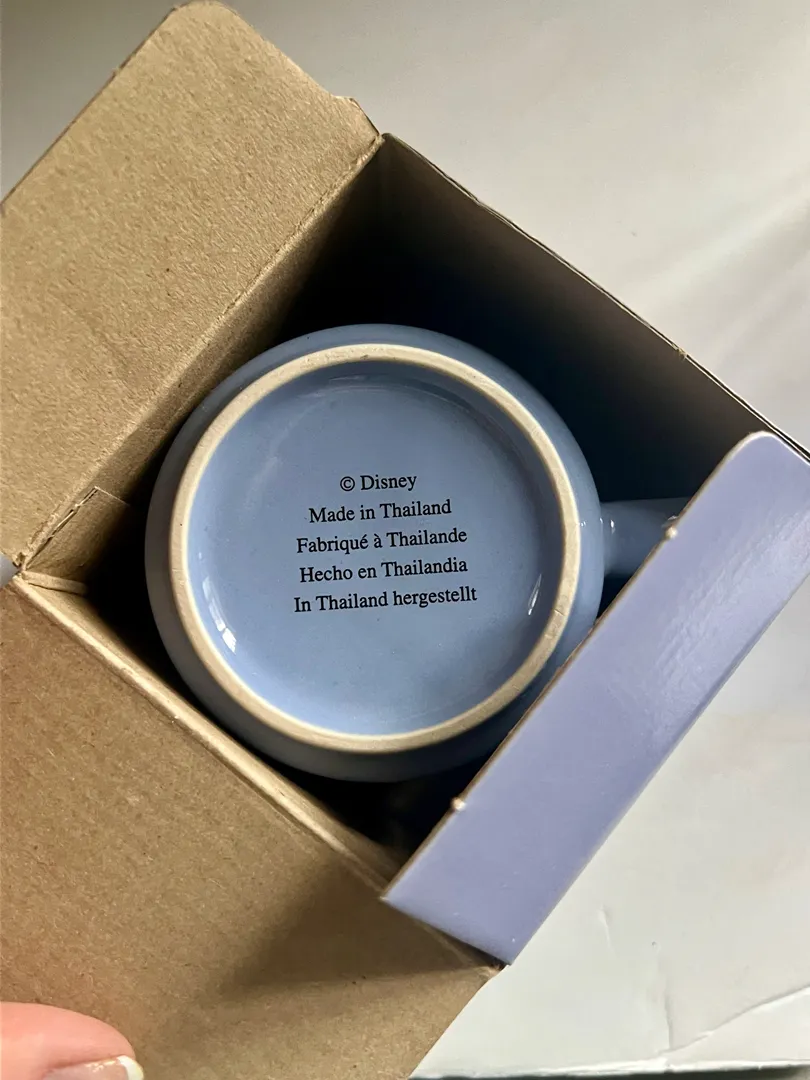 © Disney
Made in Thailand
Fabriqué à Thailande
Hecho en Thailandia
In Thailand hergestellt